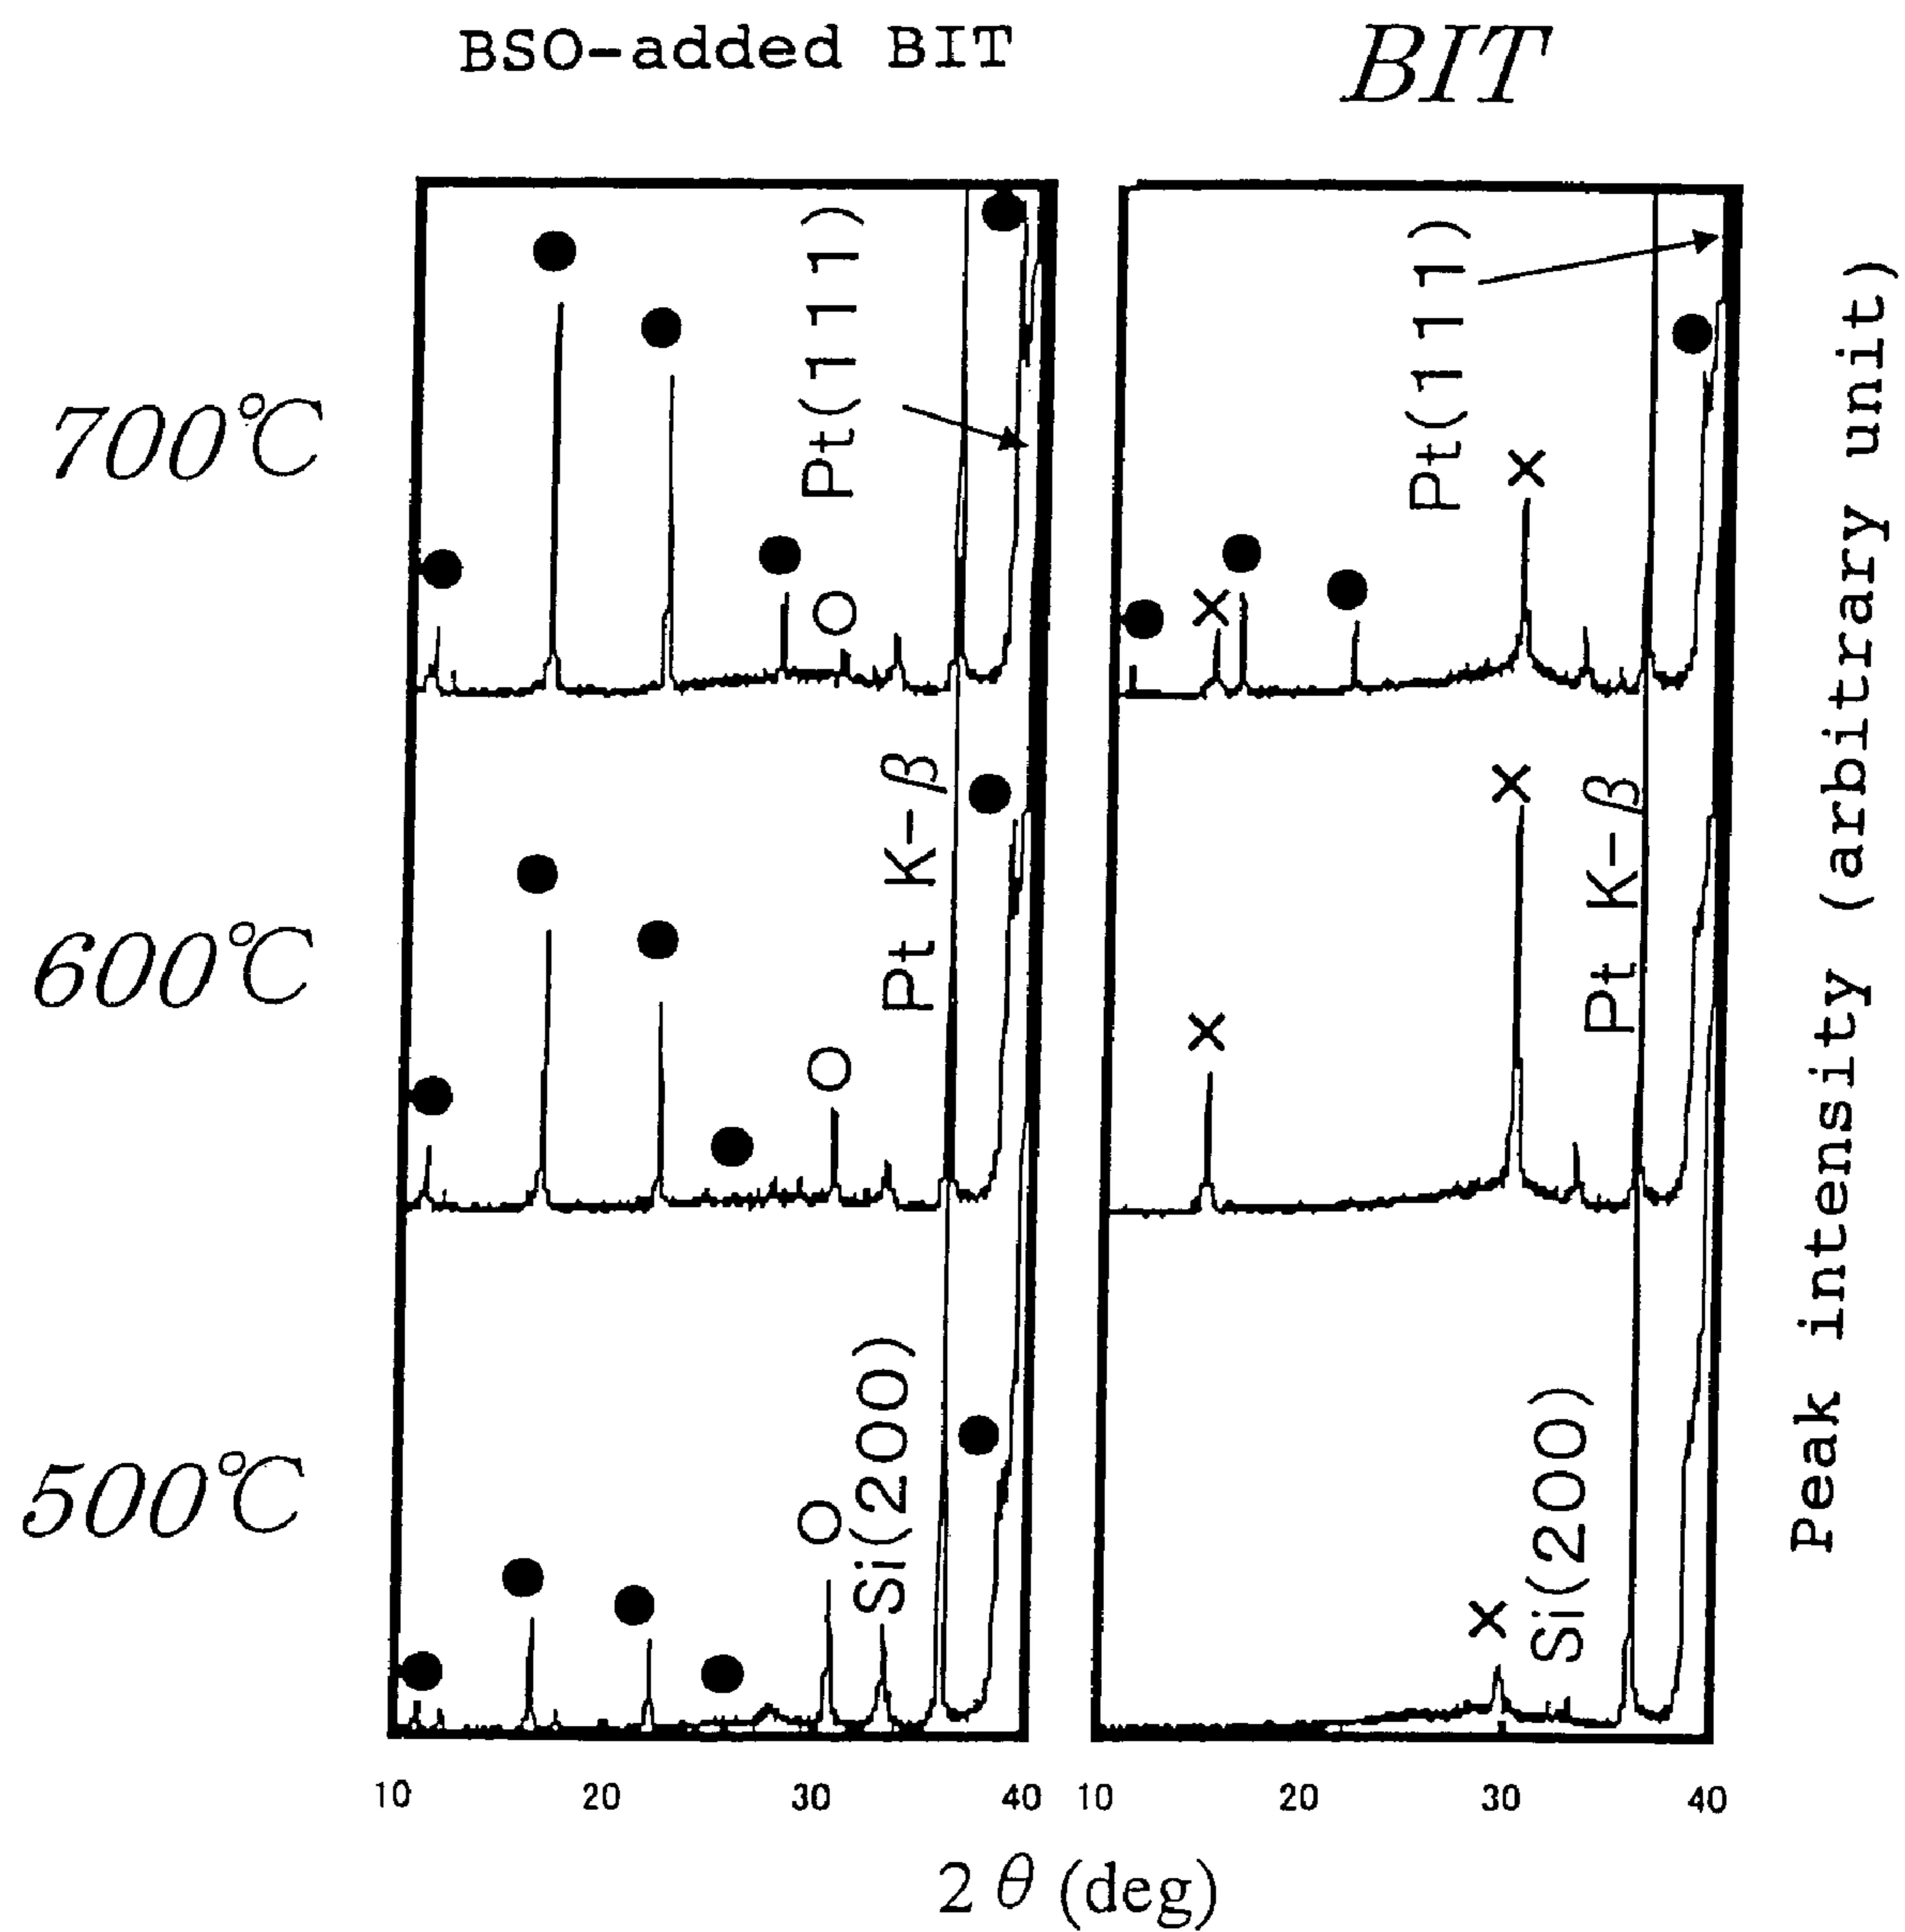 BSO-added BIT
BIT
700℃
600℃
500℃
Pt(111)
Pt K-β
Si(200)
Pt(111)
Pt K-β
Si(200)
Peak intensity (arbitrary unit)
10 20 30 40 10 20 30 40
2θ(deg)